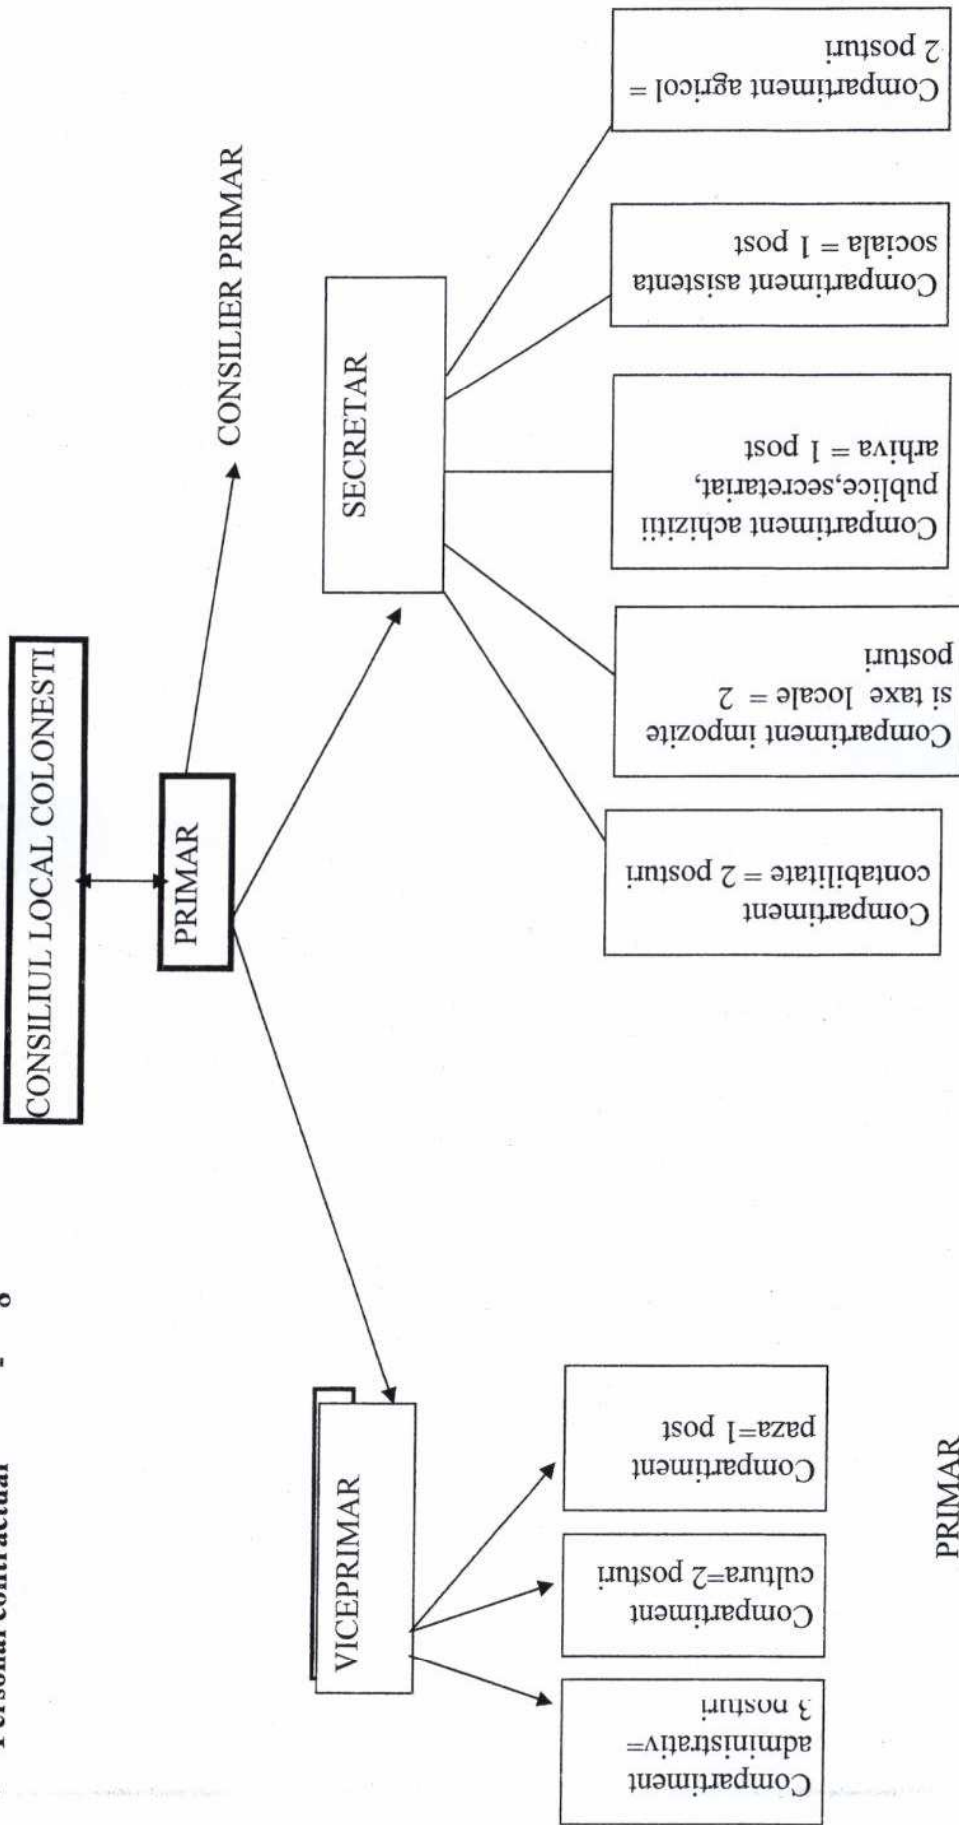 Personal contractual - 8
CONSILIUL LOCAL COLONESTI
PRIMAR
CONSILIER PRIMAR
VICEPRIMAR
SECRETAR
Compartiment
administrativ=
3 posturi
Compartiment
cultura=2 posturi
Compartiment
paza=1 post
Compartiment
contabilitate = 2 posturi
Compartiment impozite
si taxe locale = 2
posturi
Compartiment achizitii
publice,secretariat,
arhiva = 1 post
Compartiment asistenta
sociala = 1 post
Compartiment agricol =
2 posturi
PRIMAR